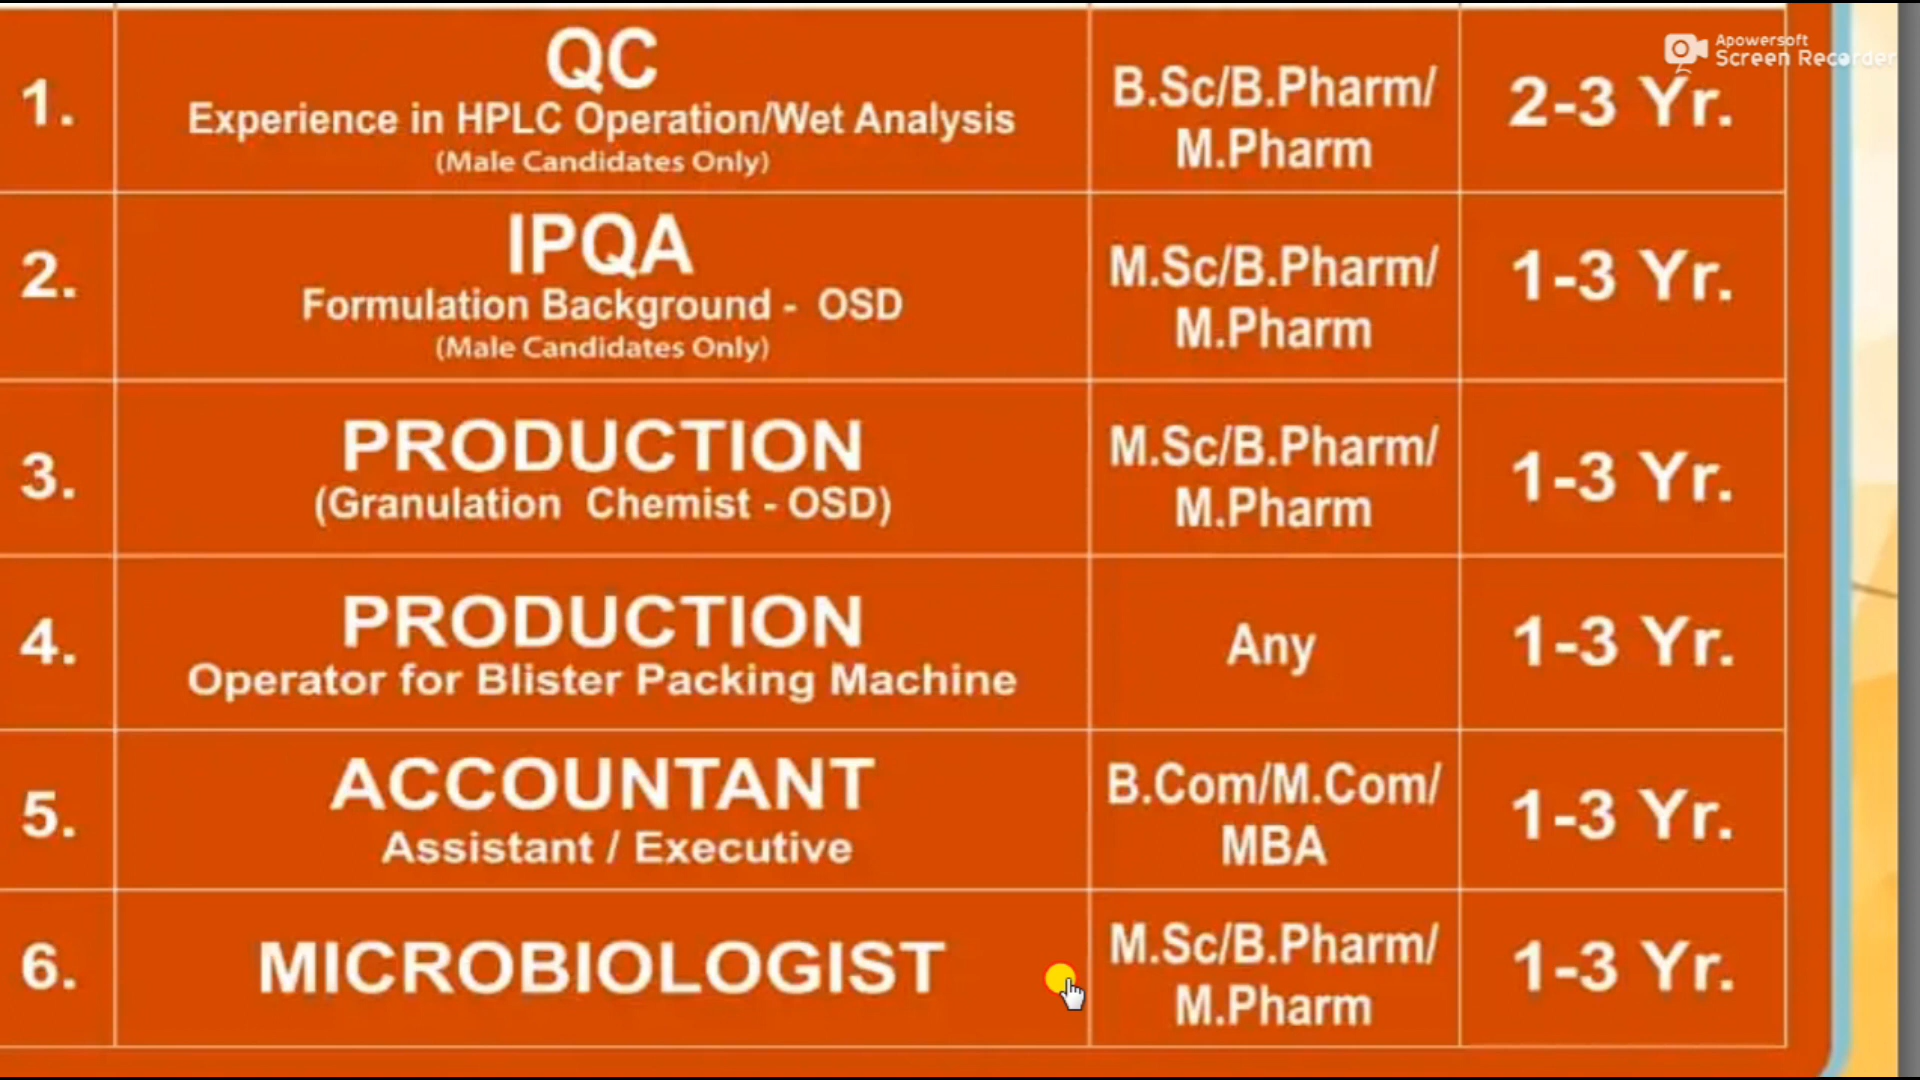 Apowersoft
Screen Recorder
1.
QC
Experience in HPLC Operation/Wet Analysis
(Male Candidates Only)
B.Sc/B.Pharm/
M.Pharm
2-3 Yr.
2.
IPQA
Formulation Background - OSD
(Male Candidates Only)
M.Sc/B.Pharm/
M.Pharm
1-3 Yr.
3.
PRODUCTION
(Granulation Chemist - OSD)
M.Sc/B.Pharm/
M.Pharm
1-3 Yr.
4.
PRODUCTION
Operator for Blister Packing Machine
Any
1-3 Yr.
5.
ACCOUNTANT
Assistant / Executive
B.Com/M.Com/
MBA
1-3 Yr.
6.
MICROBIOLOGIST
M.Sc/B.Pharm/
M.Pharm
1-3 Yr.